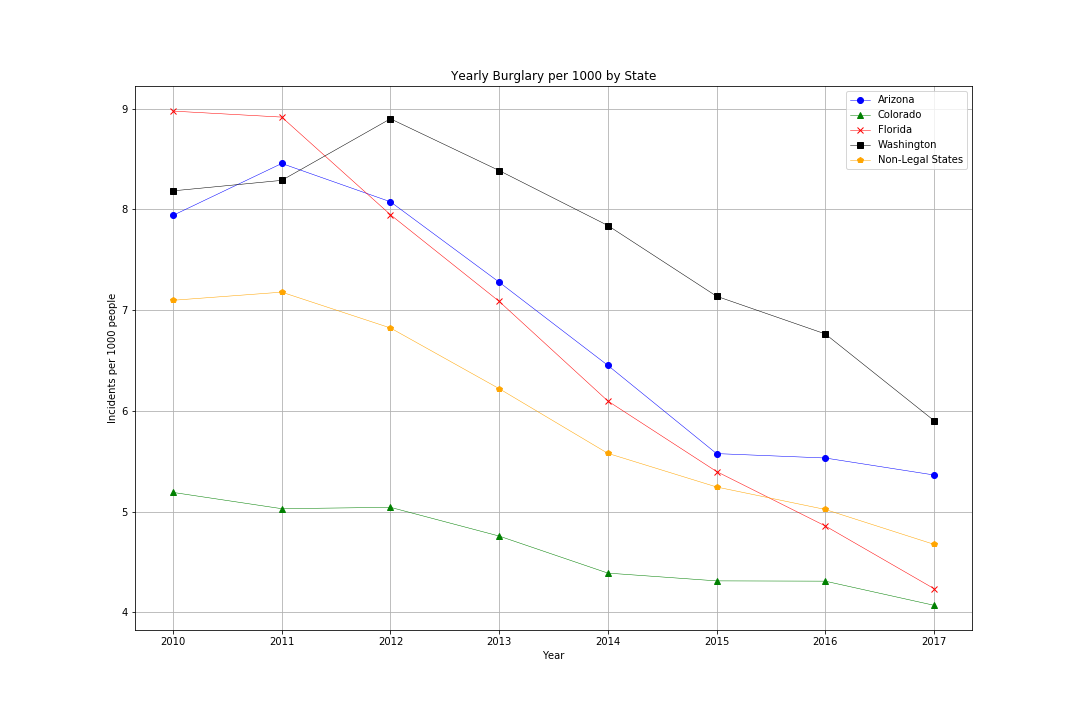 Yearly Burglary per 1000 by State
Arizona
Colorado
Florida
Washington
Non-Legal States
Incidents per 1000 people
9
8
7
6
5
4
2010 2011 2012 2013 2014 2015 2016 2017
Year